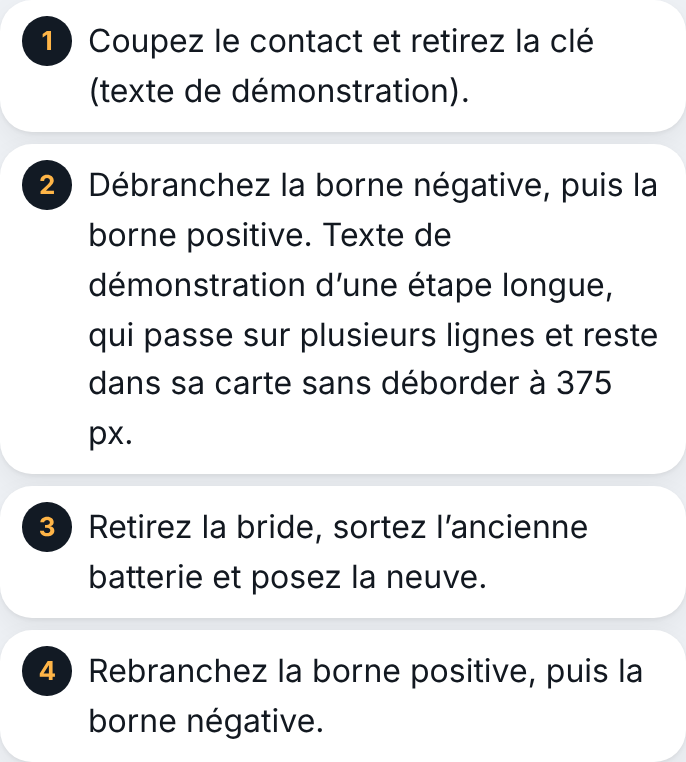 1 Coupez le contact et retirez la clé
(texte de démonstration).
2 Débranchez la borne négative, puis la
borne positive. Texte de
démonstration d’une étape longue,
qui passe sur plusieurs lignes et reste
dans sa carte sans déborder à 375
px.
3 Retirez la bride, sortez l’ancienne
batterie et posez la neuve.
4 Rebranchez la borne positive, puis la
borne négative.